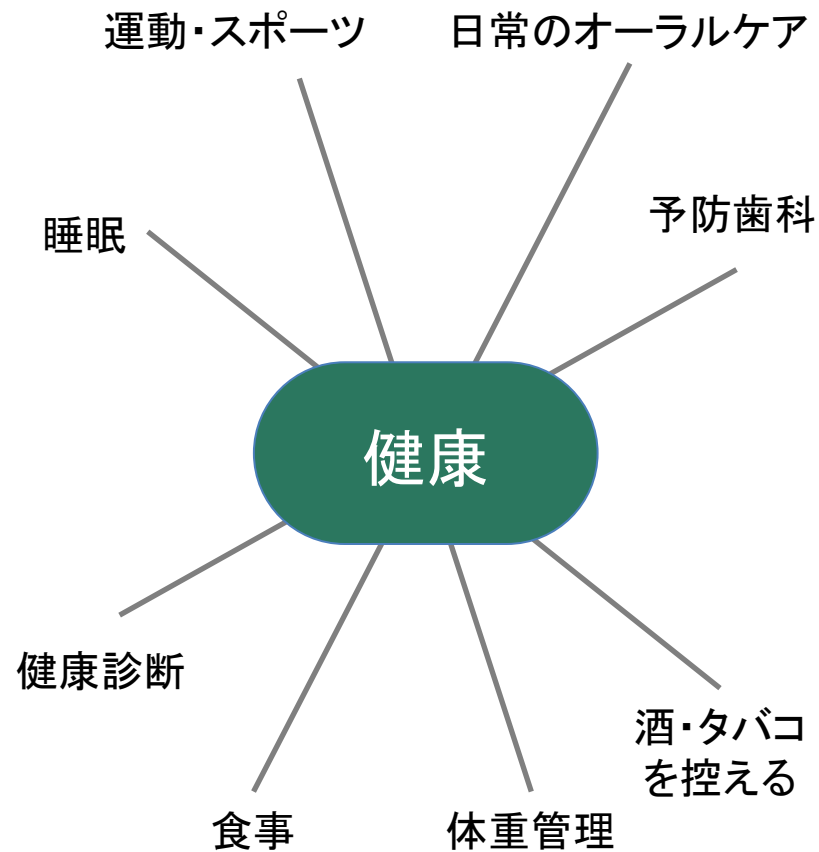 運動・スポーツ
日常のオーラルケア
睡眠
予防歯科
健康
健康診断
酒・タバコ
を控える
食事
体重管理